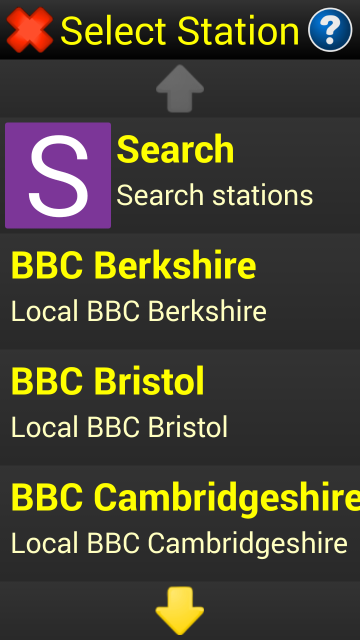 Select Station
?
S
Search
Search stations
BBC Berkshire
Local BBC Berkshire
BBC Bristol
Local BBC Bristol
BBC Cambridgeshire
Local BBC Cambridgeshire